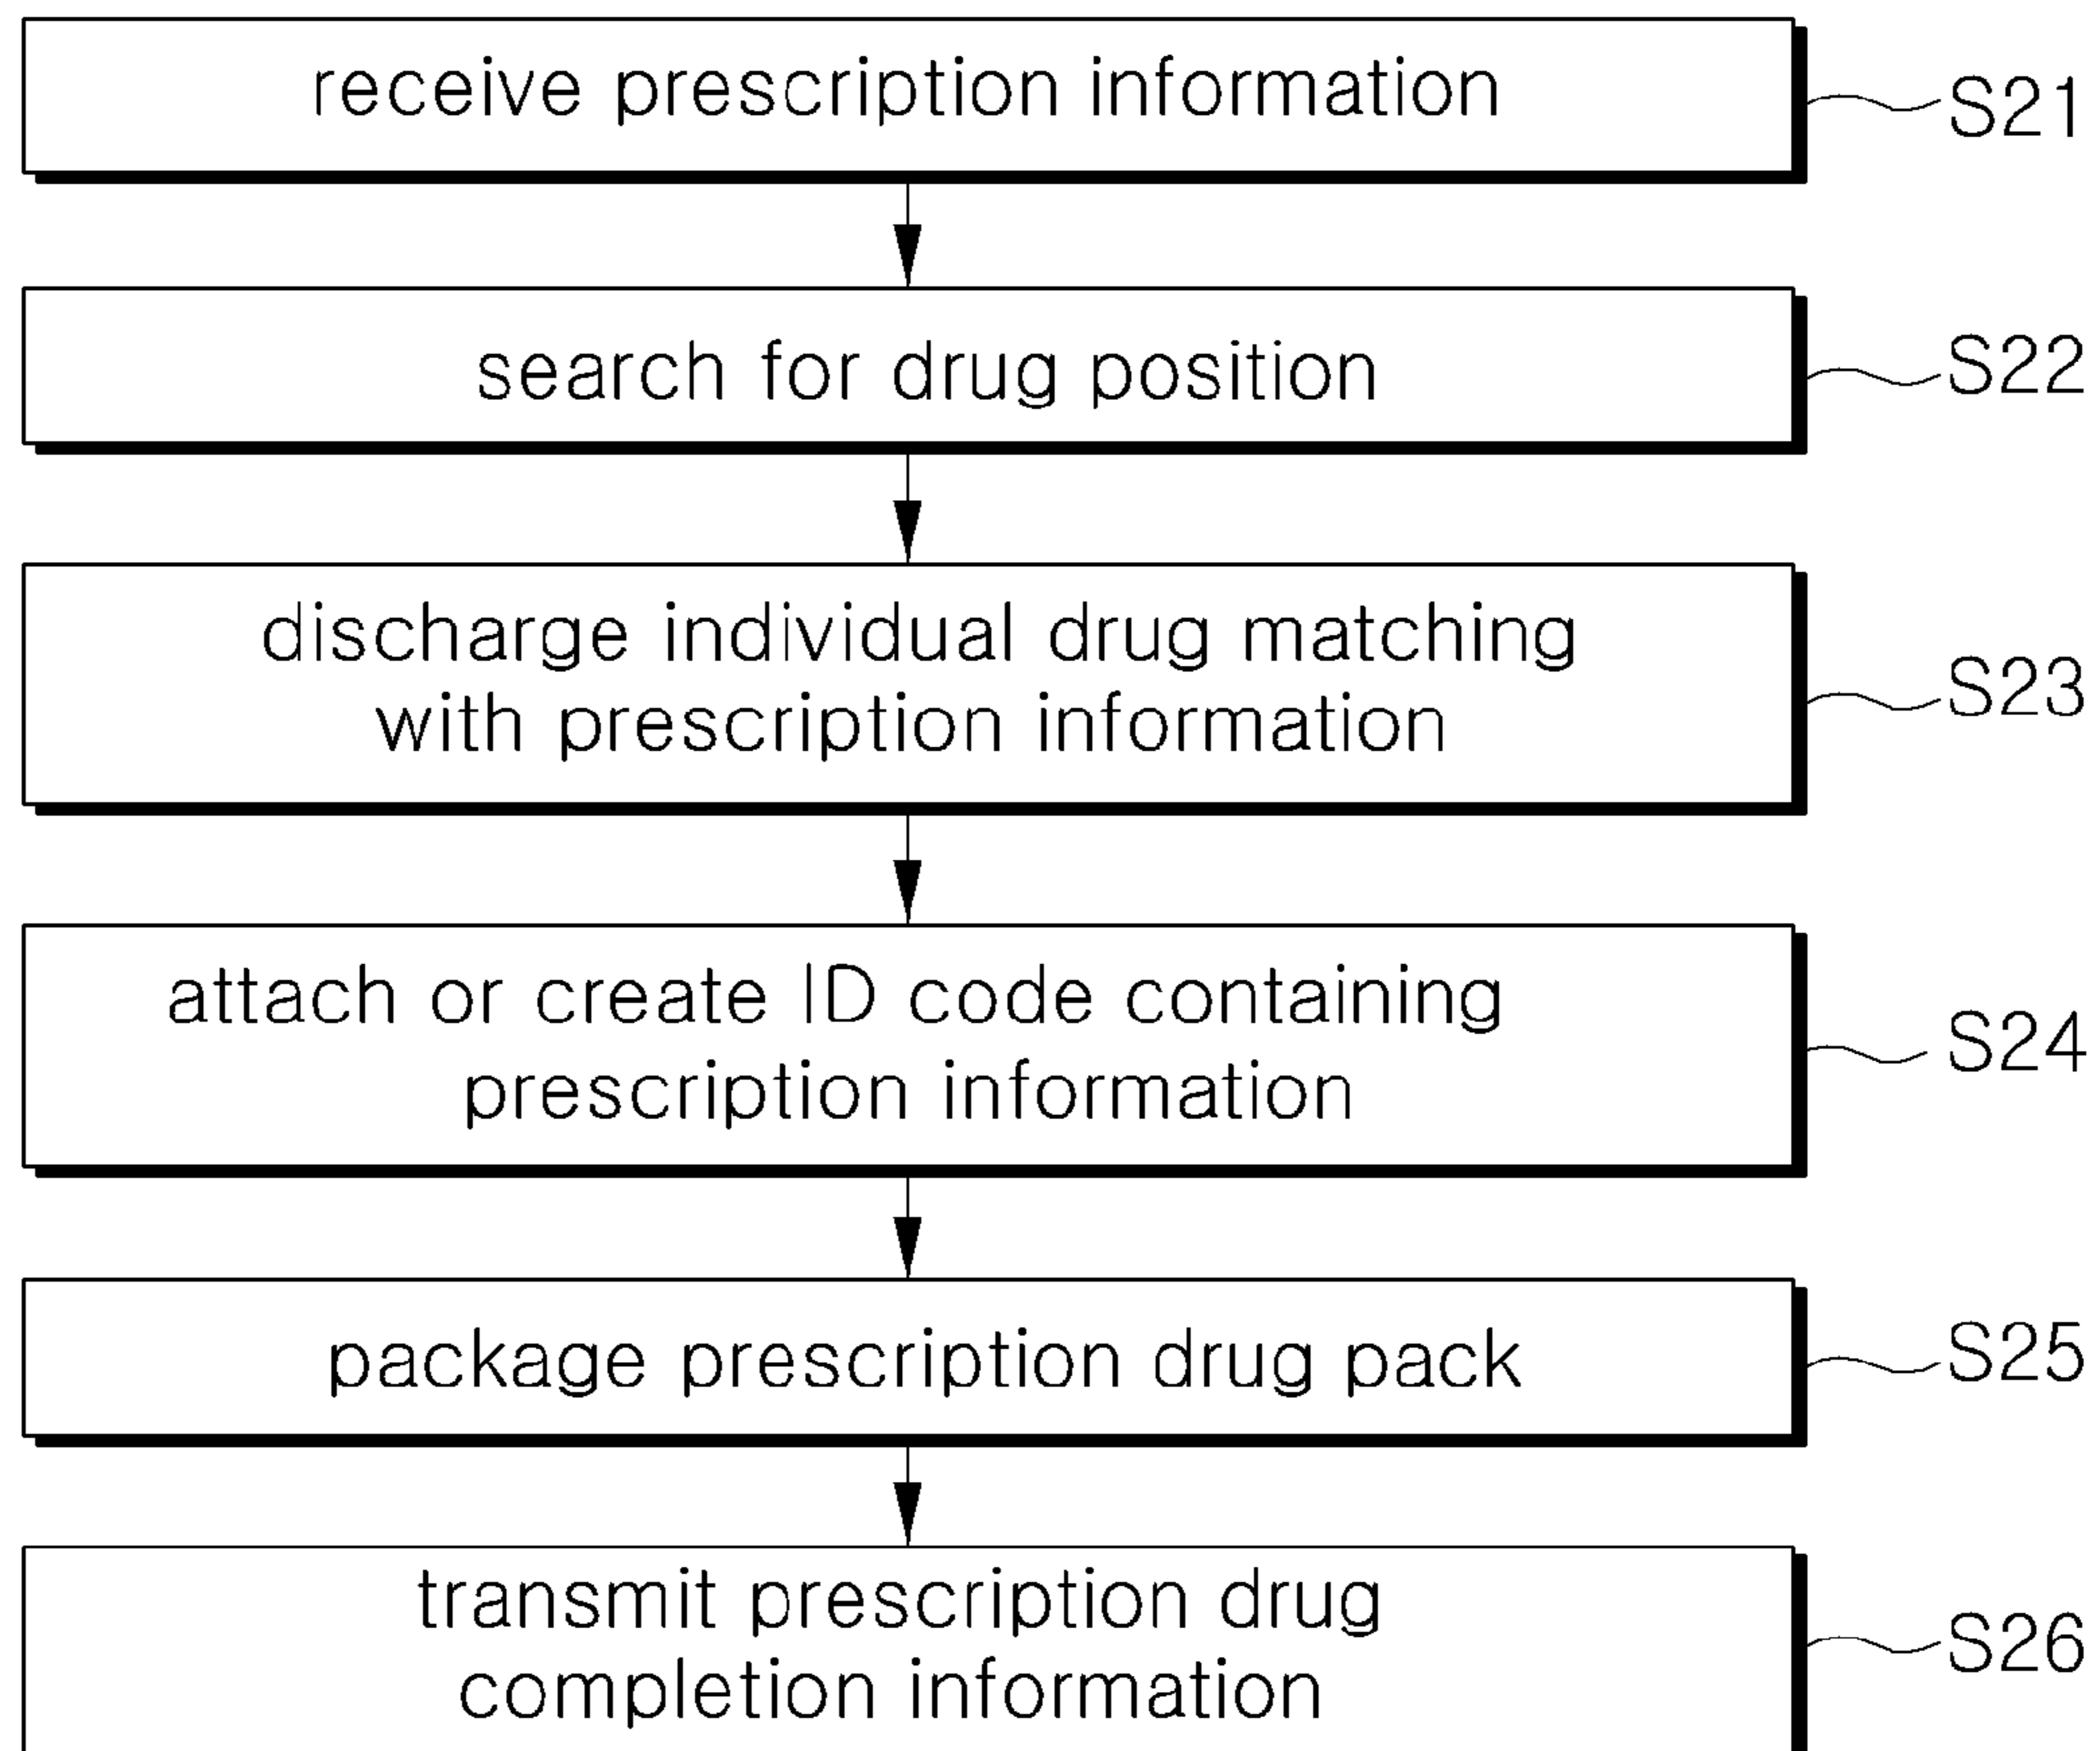 receive prescription information
S21
search for drug position
S22
discharge individual drug matching
with prescription information
S23
attach or create ID code containing
prescription information
S24
package prescription drug pack
S25
transmit prescription drug
completion information
S26